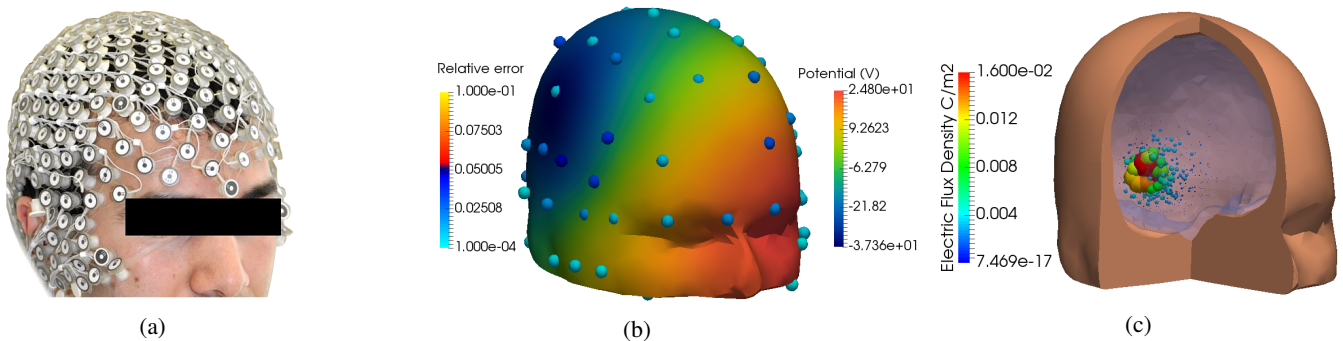 Relative error
1.000e-01
0.07503
0.05005
0.02508
1.000e-04
Potential (V)
2.480e+01
9.2623
-6.279
-21.82
-3.736e+01
Electric Flux Density C/m2
1.600e-02
0.012
0.008
0.004
7.469e-17
(a)
(b)
(c)